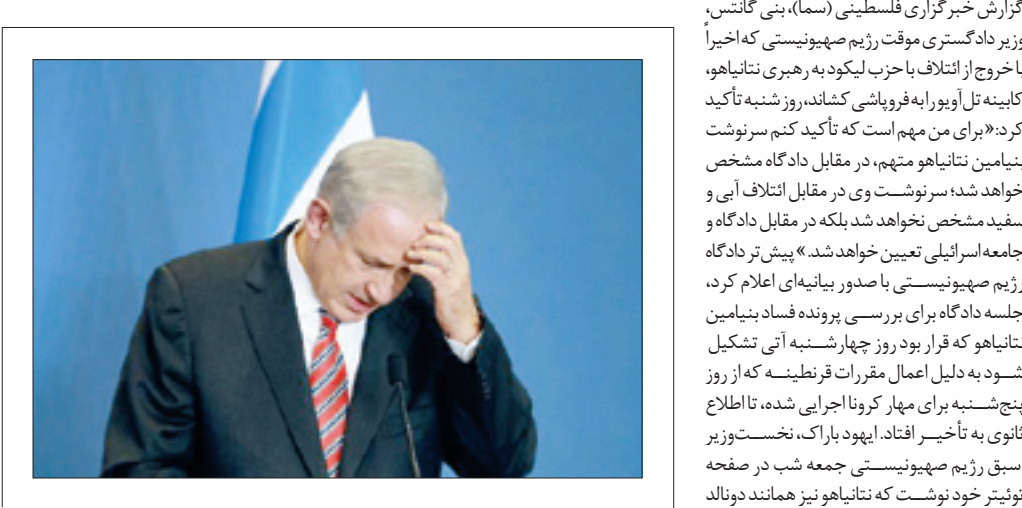 گزارش خبرگزاری فلسطینی (سما)، بنی گانتس،
وزیر دادگستری موقت رژیم صهیونیستی که اخیراً
با خروج از ائتلاف با حزب لیکود به رهبری نتانیاهو،
کابینه تل‌آویو را به فروپاشی کشاند، روز شنبه تأکید
کرد: «برای من مهم است که تأکید کنم سرنوشت
بنیامین نتانیاهو متهم، در مقابل دادگاه مشخص
خواهد شد؛ سرنوشت وی در مقابل ائتلاف آبی و
سفید مشخص نخواهد شد بلکه در مقابل دادگاه و
جامعه اسرائیلی تعیین خواهد شد.» پیش‌تر دادگاه
رژیم صهیونیستی با صدور بیانیه‌ای اعلام کرد،
جلسه دادگاه برای بررسی پرونده فساد بنیامین
نتانیاهو که قرار بود روز چهارشنبه آتی تشکیل
شود به دلیل اعمال مقررات قرنطینه که از روز
پنج‌شنبه برای مهار کرونا اجرایی شده، تا اطلاع
ثانوی به تأخیر افتاد. ایهود باراک، نخست‌وزیر
اسبق رژیم صهیونیستی جمعه شب در صفحه
توئیتر خود نوشت که نتانیاهو نیز همانند دونالد